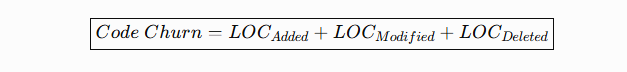 Code Churn = LOC_Added + LOC_Modified + LOC_Deleted